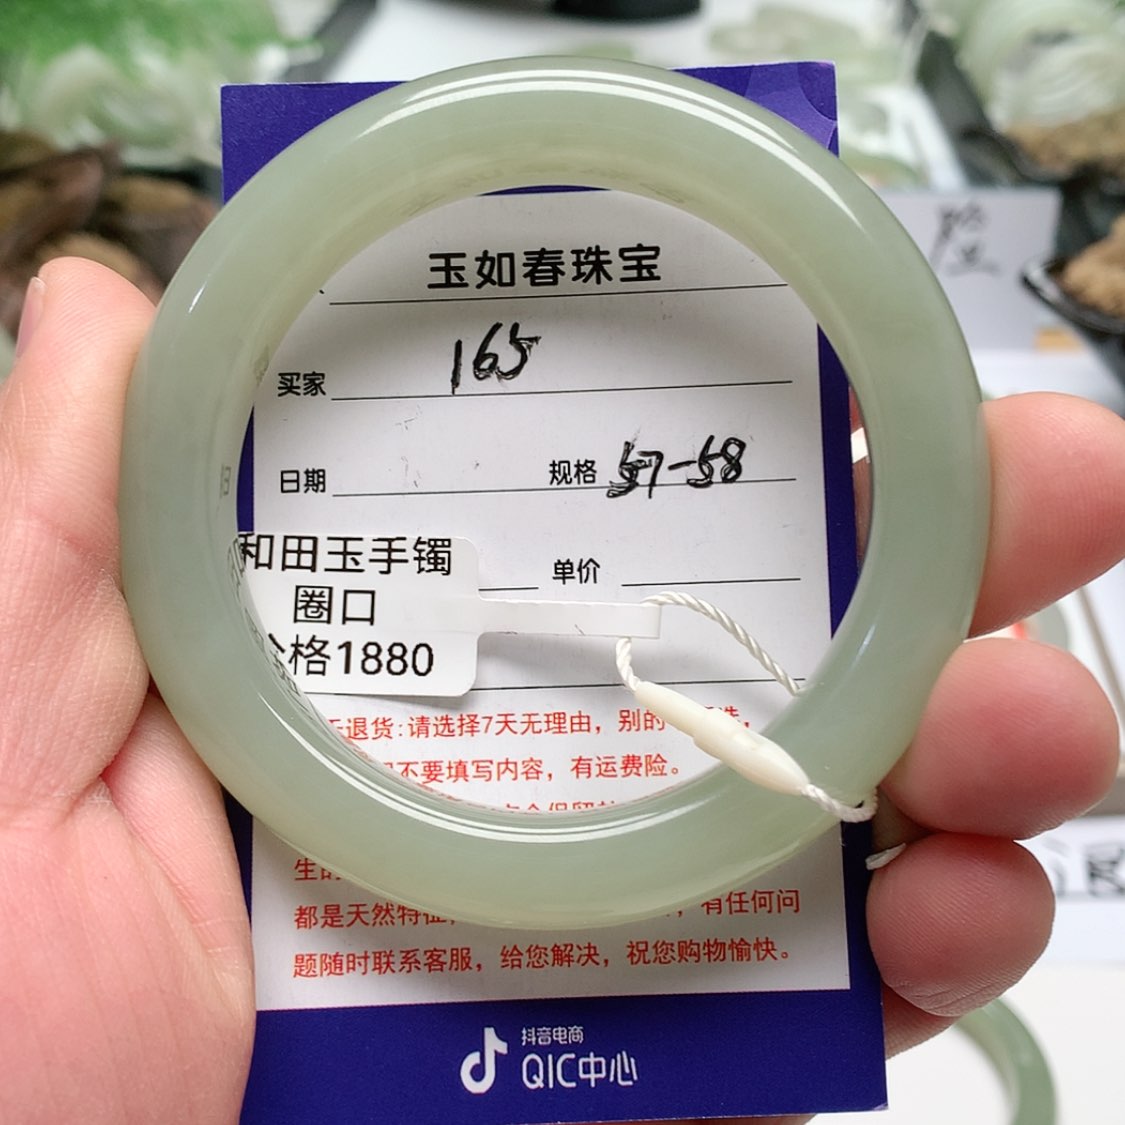 玉如春珠宝
买家 165
日期 规格 57-58
和田玉手镯
圈口
单价
格1880
退货:请选择7天无理由，别的
不要填写内容，有运费险。
都是天然特征
有任何问
题随时联系客服，给您解决，祝您购物愉快。
抖音电商
QIC中心